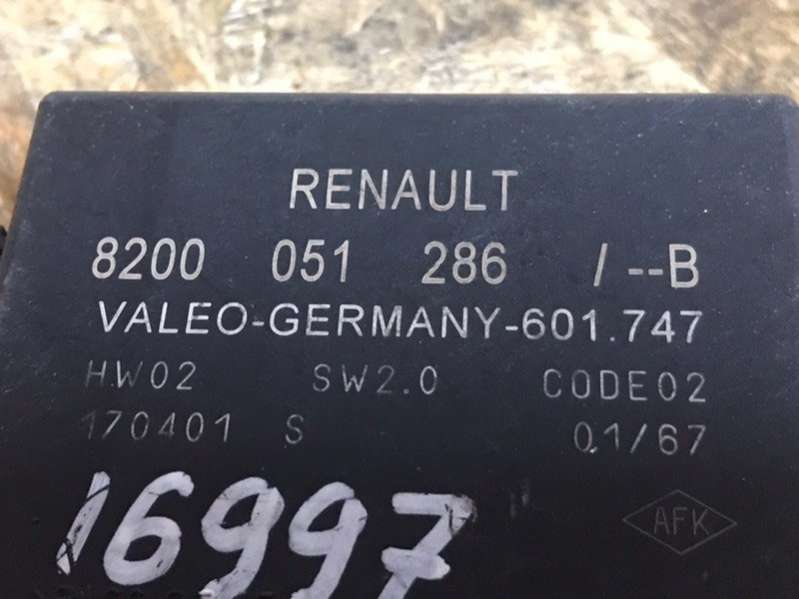 RENAULT
8200 051 286 / --B
VALEO-GERMANY-601.747
HW02 SW2.0 CODE02
170401 S 01/67
16997
AFK